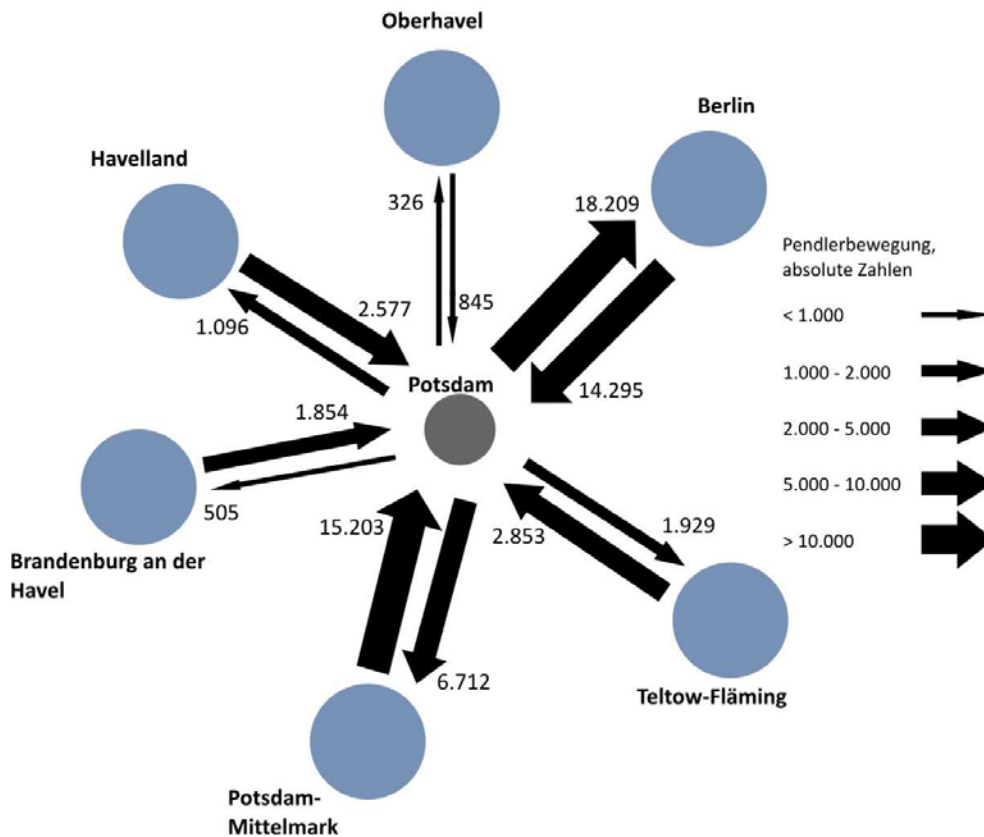 Oberhavel
Berlin
Havelland
326
18.209
Pendlerbewegung,
absolute Zahlen
845
2.577
1.096
< 1.000
Potsdam
14.295
1.000 - 2.000
1.854
2.000 - 5.000
505
15.203
2.853
1.929
5.000 - 10.000
> 10.000
Brandenburg an der
Havel
6.712
Teltow-Fläming
Potsdam-
Mittelmark